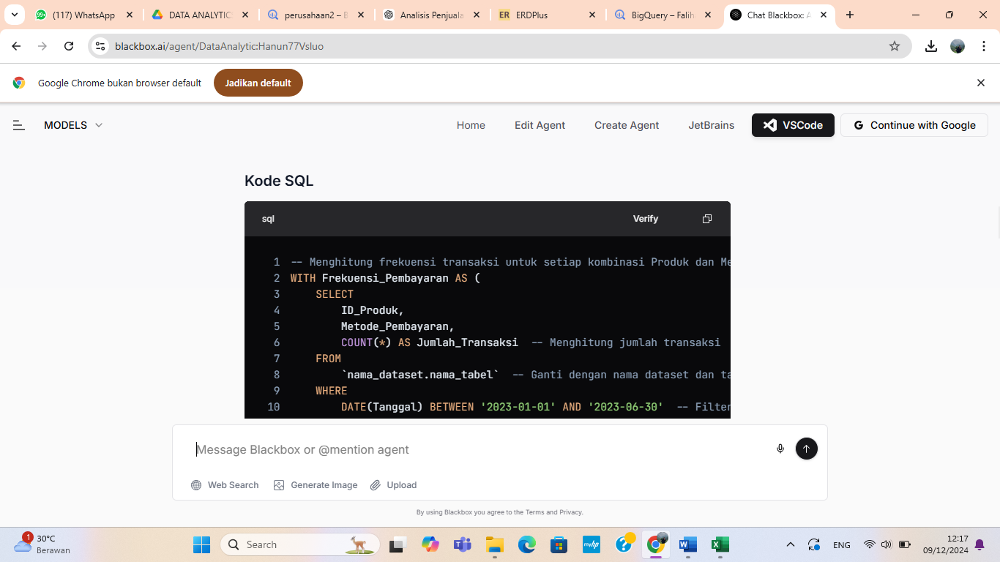 (117) WhatsApp
DATA ANALYTIC
perusahaan2 – B
Analisis Penjuala
ER ERDPlus
BigQuery – Falih
Chat Blackbox: A
blackbox.ai/agent/DataAnalytic:Hanun77Vsluo
Google Chrome bukan browser default
Jadikan default
MODELS
Home
Edit Agent
Create Agent
JetBrains
VSCode
G Continue with Google
Kode SQL
sql
Verify
1 -- Menghitung frekuensi transaksi untuk setiap kombinasi Produk dan Me
2 WITH Frekuensi_Pembayaran AS (
3 SELECT
4 ID_Produk,
5 Metode_Pembayaran,
6 COUNT(*) AS Jumlah_Transaksi -- Menghitung jumlah transaksi
7 FROM
8 `nama_dataset.nama_tabel` -- Ganti dengan nama dataset dan ta
9 WHERE
10 DATE(Tanggal) BETWEEN '2023-01-01' AND '2023-06-30' -- Filter
Message Blackbox or @mention agent
Web Search
Generate Image
Upload
By using Blackbox you agree to the Terms and Privacy.
1
30°C
Berawan
Search
myhp
ENG
12:17
09/12/2024